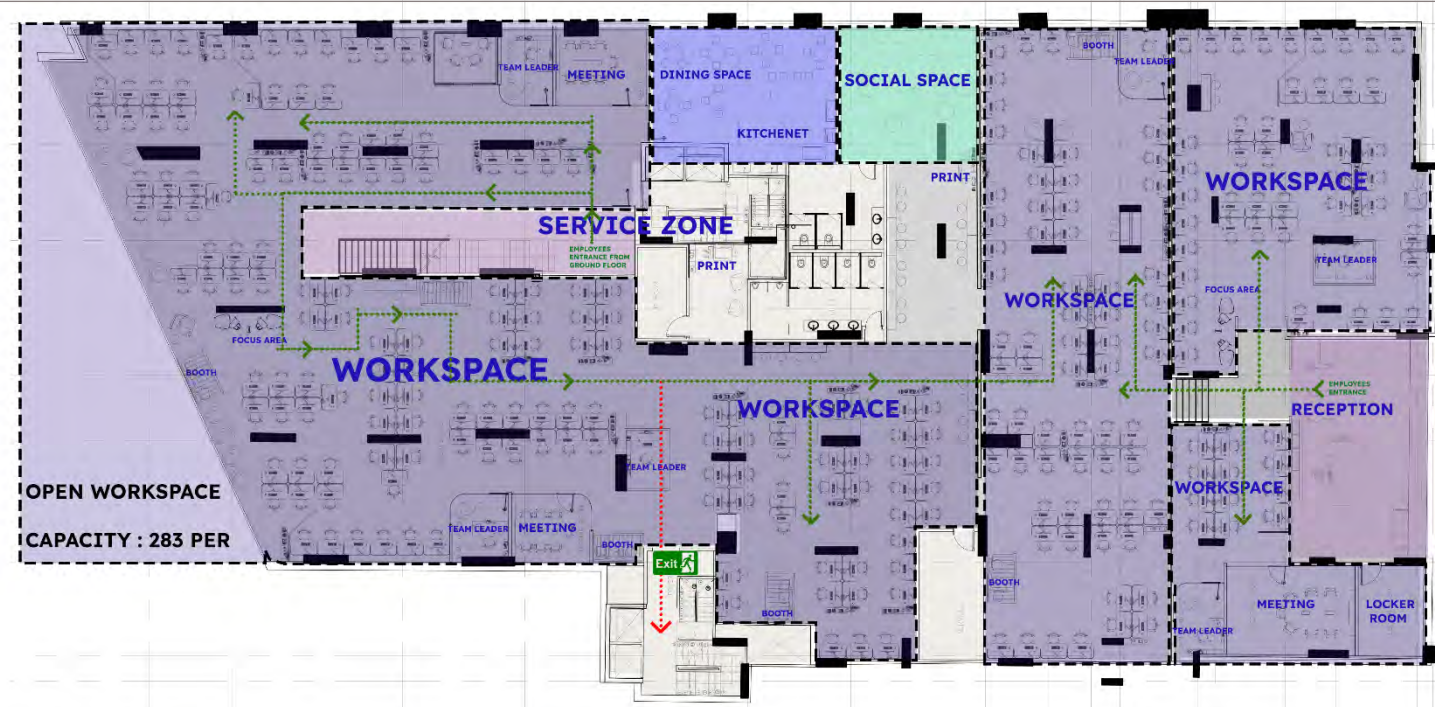 TEAM LEADER
MEETING
DINING SPACE
KITCHENET
SOCIAL SPACE
BOOTH
TEAM LEADER
PRINT
WORKSPACE
SERVICE ZONE
EMPLOYEES
ENTRANCE FROM
GROUND FLOOR
PRINT
TEAM LEADER
FOCUS AREA
WORKSPACE
FOCUS AREA
BOOTH
WORKSPACE
WORKSPACE
EMPLOYEES
ENTRANCE
RECEPTION
TEAM LEADER
WORKSPACE
OPEN WORKSPACE
CAPACITY : 283 PER
TEAM LEADER
MEETING
BOOTH
Exit
BOOTH
BOOTH
MEETING
LOCKER
ROOM
TEAM LEADER